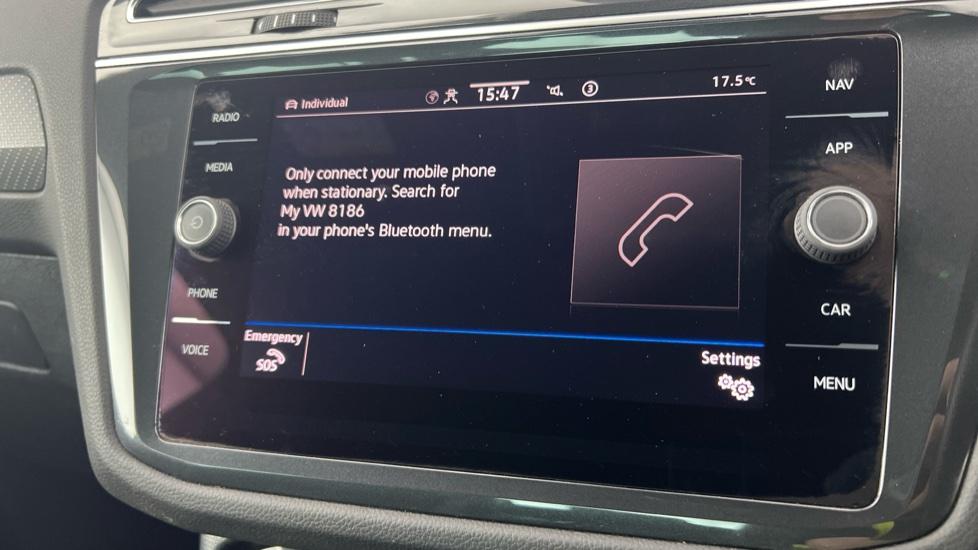 Individual
15:47
3
17.5°C
RADIO
MEDIA
PHONE
VOICE
Only connect your mobile phone
when stationary. Search for
My VW 8186
in your phone's Bluetooth menu.
Emergency
SOS
Settings
NAV
APP
CAR
MENU